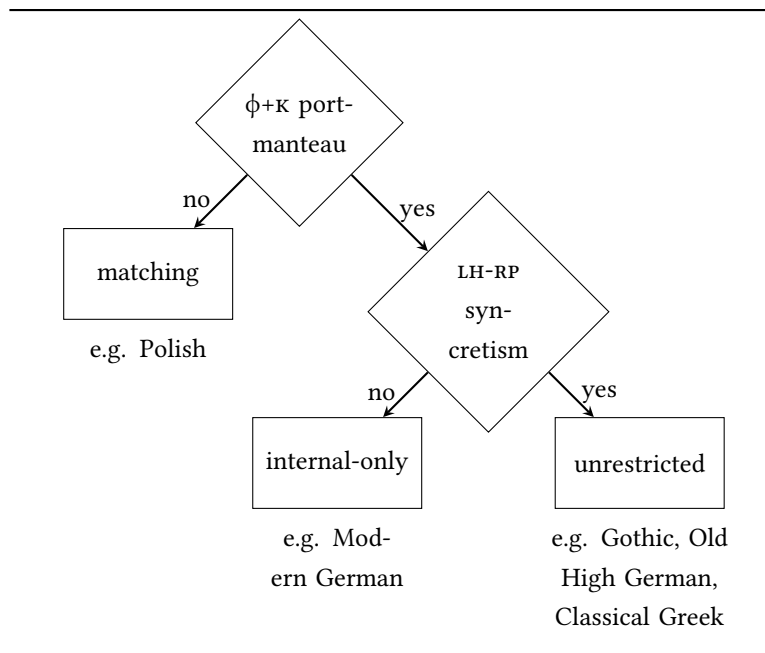 ϕ+κ port-
manteau
no
yes
matching
e.g. Polish
LH-RP
syn-
cretism
no
yes
internal-only
e.g. Mod-
ern German
unrestricted
e.g. Gothic, Old
High German,
Classical Greek